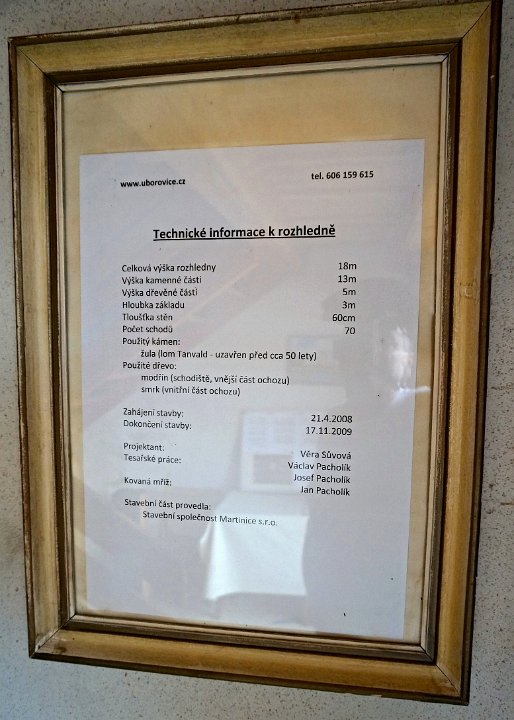 www.uborovice.cz tel. 606 159 615
Technické informace k rozhledně
Celková výška rozhledny 18m
Výška kamenné části 13m
Výška dřevěné části 5m
Hloubka základu 3m
Tloušťka stěn 60cm
Počet schodů 70
Použitý kámen:
žula (lom Tanvald - uzavřen před cca 50 lety)
Použité dřevo:
modřín (schodiště, vnější část ochozu)
smrk (vnitřní část ochozu)
Zahájení stavby: 21.4.2008
Dokončení stavby: 17.11.2009
Projektant: Věra Sůvová
Tesařské práce: Václav Pacholík
Josef Pacholík
Kovaná mříž: Jan Pacholík
Stavební část provedla:
Stavební společnost Martinice s.r.o.